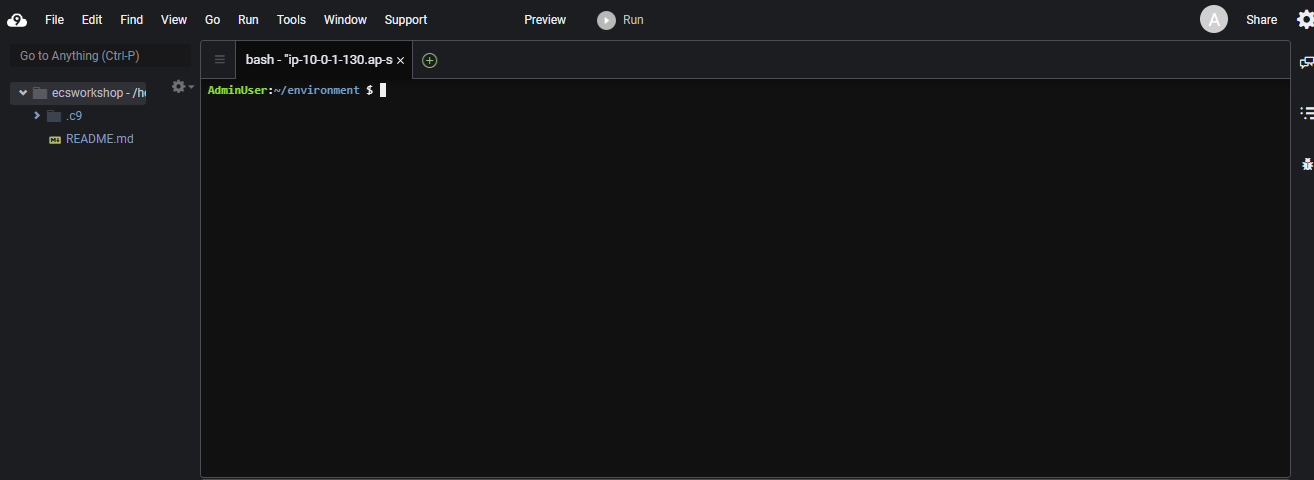 9 File Edit Find View Go Run Tools Window Support Preview Run A Share
Go to Anything (Ctrl-P)
bash - "ip-10-0-1-130.ap-s
ecsworkshop - /h
.c9
README.md
AdminUser:~/environment $